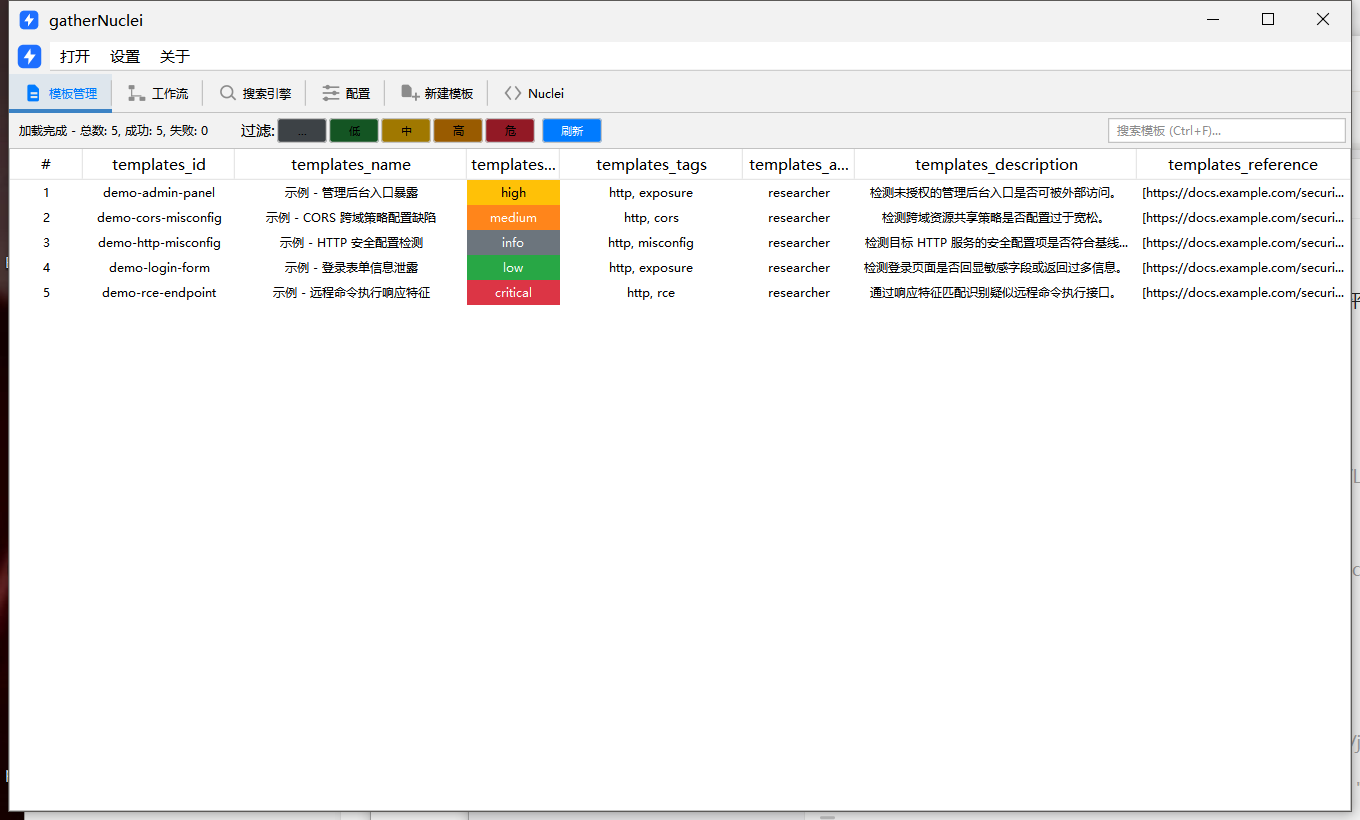 gatherNuclei
打开 设置 关于
模板管理 工作流 搜索引擎 配置 新建模板 Nuclei
加载完成 - 总数: 5, 成功: 5, 失败: 0 过滤: ... 低 中 高 危 刷新 搜索模板 (Ctrl+F)...
# templates_id templates_name templates... templates_tags templates_a... templates_description templates_reference
1 demo-admin-panel 示例 - 管理后台入口暴露 high http, exposure researcher 检测未授权的管理后台入口是否可被外部访问。 [https://docs.example.com/securi...
2 demo-cors-misconfig 示例 - CORS 跨域策略配置缺陷 medium http, cors researcher 检测跨域资源共享策略是否配置过于宽松。 [https://docs.example.com/securi...
3 demo-http-misconfig 示例 - HTTP 安全配置检测 info http, misconfig researcher 检测目标 HTTP 服务的安全配置项是否符合基线... [https://docs.example.com/securi...
4 demo-login-form 示例 - 登录表单信息泄露 low http, exposure researcher 检测登录页面是否回显敏感字段或返回过多信息。 [https://docs.example.com/securi...
5 demo-rce-endpoint 示例 - 远程命令执行响应特征 critical http, rce researcher 通过响应特征匹配识别疑似远程命令执行接口。 [https://docs.example.com/securi...